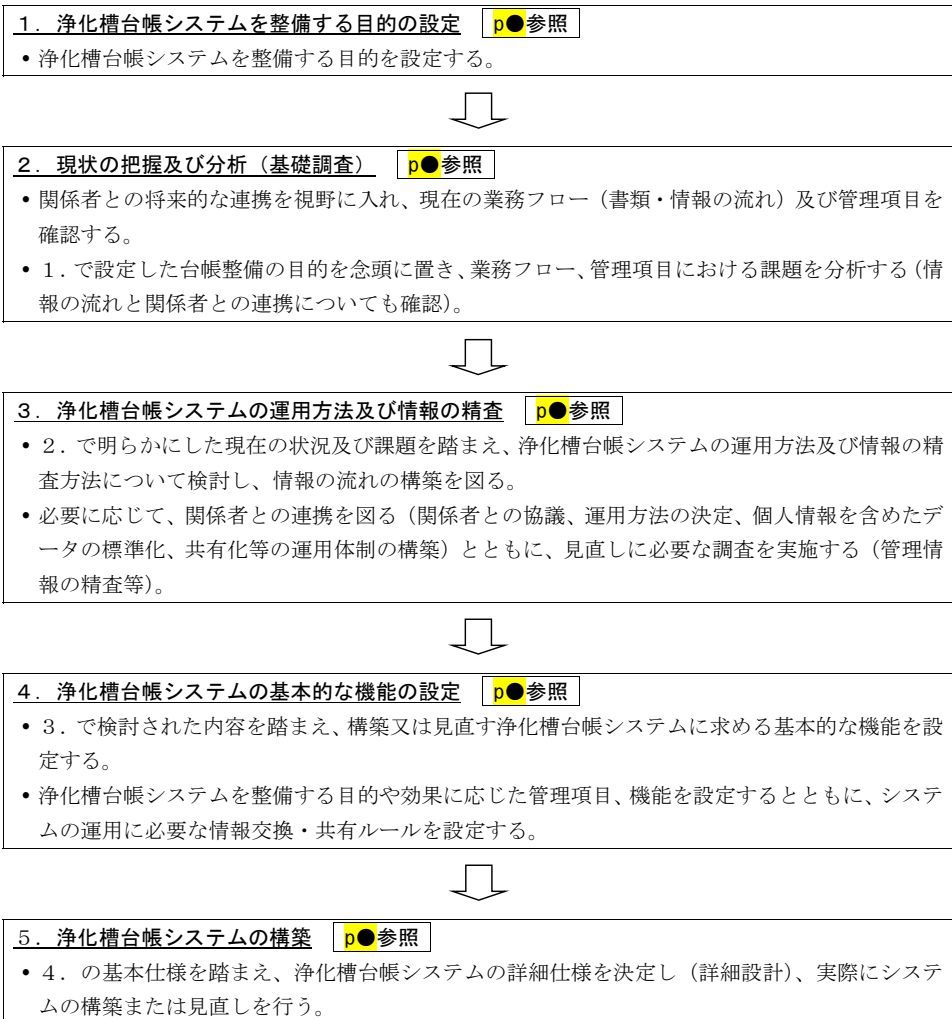 １．浄化槽台帳システムを整備する目的の設定 p●参照
• 浄化槽台帳システムを整備する目的を設定する。
２．現状の把握及び分析（基礎調査） p●参照
• 関係者との将来的な連携を視野に入れ、現在の業務フロー（書類・情報の流れ）及び管理項目を
確認する。
• １．で設定した台帳整備の目的を念頭に置き、業務フロー、管理項目における課題を分析する（情
報の流れと関係者との連携についても確認）。
３．浄化槽台帳システムの運用方法及び情報の精査 p●参照
• ２．で明らかにした現在の状況及び課題を踏まえ、浄化槽台帳システムの運用方法及び情報の精
査方法について検討し、情報の流れの構築を図る。
• 必要に応じて、関係者との連携を図る（関係者との協議、運用方法の決定、個人情報を含めたデ
ータの標準化、共有化等の運用体制の構築）とともに、見直しに必要な調査を実施する（管理情
報の精査等）。
４．浄化槽台帳システムの基本的な機能の設定 p●参照
• ３．で検討された内容を踏まえ、構築又は見直す浄化槽台帳システムに求める基本的な機能を設
定する。
• 浄化槽台帳システムを整備する目的や効果に応じた管理項目、機能を設定するとともに、システ
ムの運用に必要な情報交換・共有ルールを設定する。
５．浄化槽台帳システムの構築 p●参照
• ４．の基本仕様を踏まえ、浄化槽台帳システムの詳細仕様を決定し（詳細設計）、実際にシステ
ムの構築または見直しを行う。